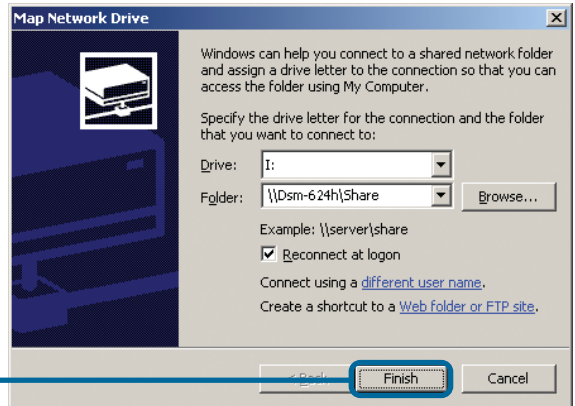 Map Network Drive
Windows can help you connect to a shared network folder
and assign a drive letter to the connection so that you can
access the folder using My Computer.
Specify the drive letter for the connection and the folder
that you want to connect to:
Drive: I:
Folder: \\Dsm-624h\Share Browse...
Example: \\server\share
Reconnect at logon
Connect using a different user name.
Create a shortcut to a Web folder or FTP site.
< Back Finish Cancel